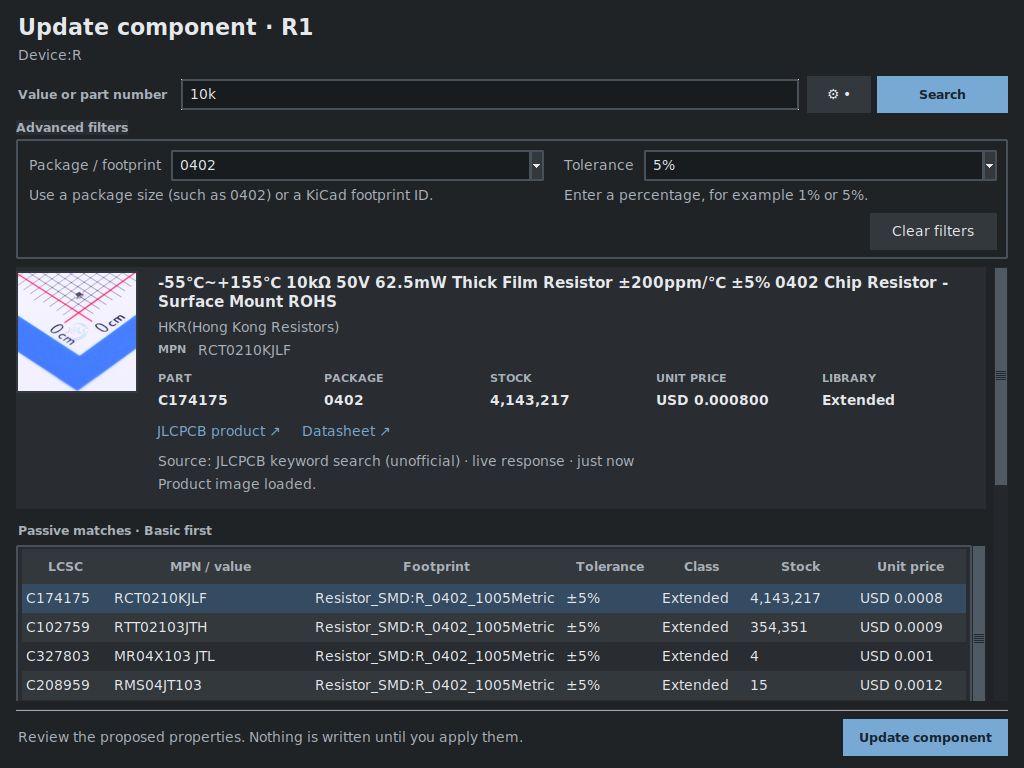 Update component · R1
Device:R
Value or part number 10k ⚙ • Search
Advanced filters
Package / footprint 0402 Tolerance 5%
Use a package size (such as 0402) or a KiCad footprint ID. Enter a percentage, for example 1% or 5%.
Clear filters
-55℃~+155℃ 10kΩ 50V 62.5mW Thick Film Resistor ±200ppm/℃ ±5% 0402 Chip Resistor -
Surface Mount ROHS
HKR(Hong Kong Resistors)
MPN RCT0210KJLF
0cm 0cm
PART PACKAGE STOCK UNIT PRICE LIBRARY
C174175 0402 4,143,217 USD 0.000800 Extended
JLCPCB product ↗ Datasheet ↗
Source: JLCPCB keyword search (unofficial) · live response · just now
Product image loaded.
Passive matches · Basic first
LCSC MPN / value Footprint Tolerance Class Stock Unit price
C174175 RCT0210KJLF Resistor_SMD:R_0402_1005Metric ±5% Extended 4,143,217 USD 0.0008
C102759 RTT02103JTH Resistor_SMD:R_0402_1005Metric ±5% Extended 354,351 USD 0.0009
C327803 MR04X103 JTL Resistor_SMD:R_0402_1005Metric ±5% Extended 4 USD 0.001
C208959 RMS04JT103 Resistor_SMD:R_0402_1005Metric ±5% Extended 15 USD 0.0012
Review the proposed properties. Nothing is written until you apply them. Update component